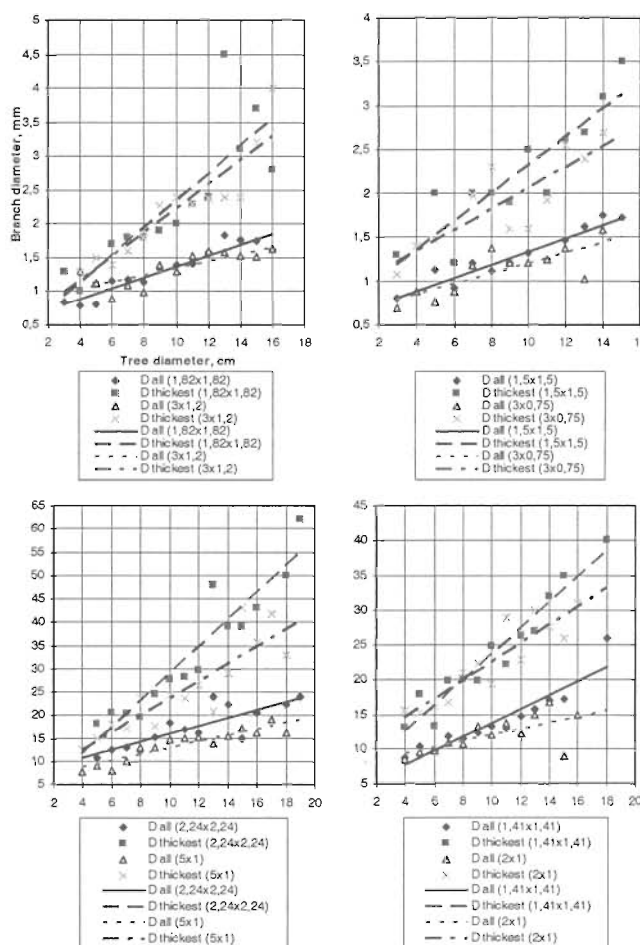 Branch diameter, mm
5
4,5
4
3,5
3
2,5
2
1,5
1
0,5
2 4 6 8 10 12 14 16 18
Tree diameter, cm
D all (1,82x1,82)
D thickest (1,82x1,82)
D all (3x1,2)
D thickest (3x1,2)
D all (1,82x1,82)
D thickest (1,82x1,82)
D all (3x1,2)
D thickest (3x1,2)
4
3,5
3
2,5
2
1,5
1
0,5
2 4 6 8 10 12 14
D all (1,5x1,5)
D thickest (1,5x1,5)
D all (3x0,75)
D thickest (3x0,75)
D all (1,5x1,5)
D thickest (1,5x1,5)
D all (3x0,75)
D thickest (3x0,75)
65
60
55
50
45
40
35
30
25
20
15
10
5
2 4 6 8 10 12 14 16 18 20
D all (2,24x2,24)
D thickest (2,24x2,24)
D all (5x1)
D thickest (5x1)
D all (2,24x2,24)
D thickest (2,24x2,24)
D all (5x1)
D thickest (5x1)
45
40
35
30
25
20
15
10
5
2 4 6 8 10 12 14 16 18 20
D all (1,41x1,41)
D thickest (1,41x1,41)
D all (2x1)
D thickest (2x1)
D all (1,41x1,41)
D thickest (1,41x1,41)
D all (2x1)
D thickest (2x1)